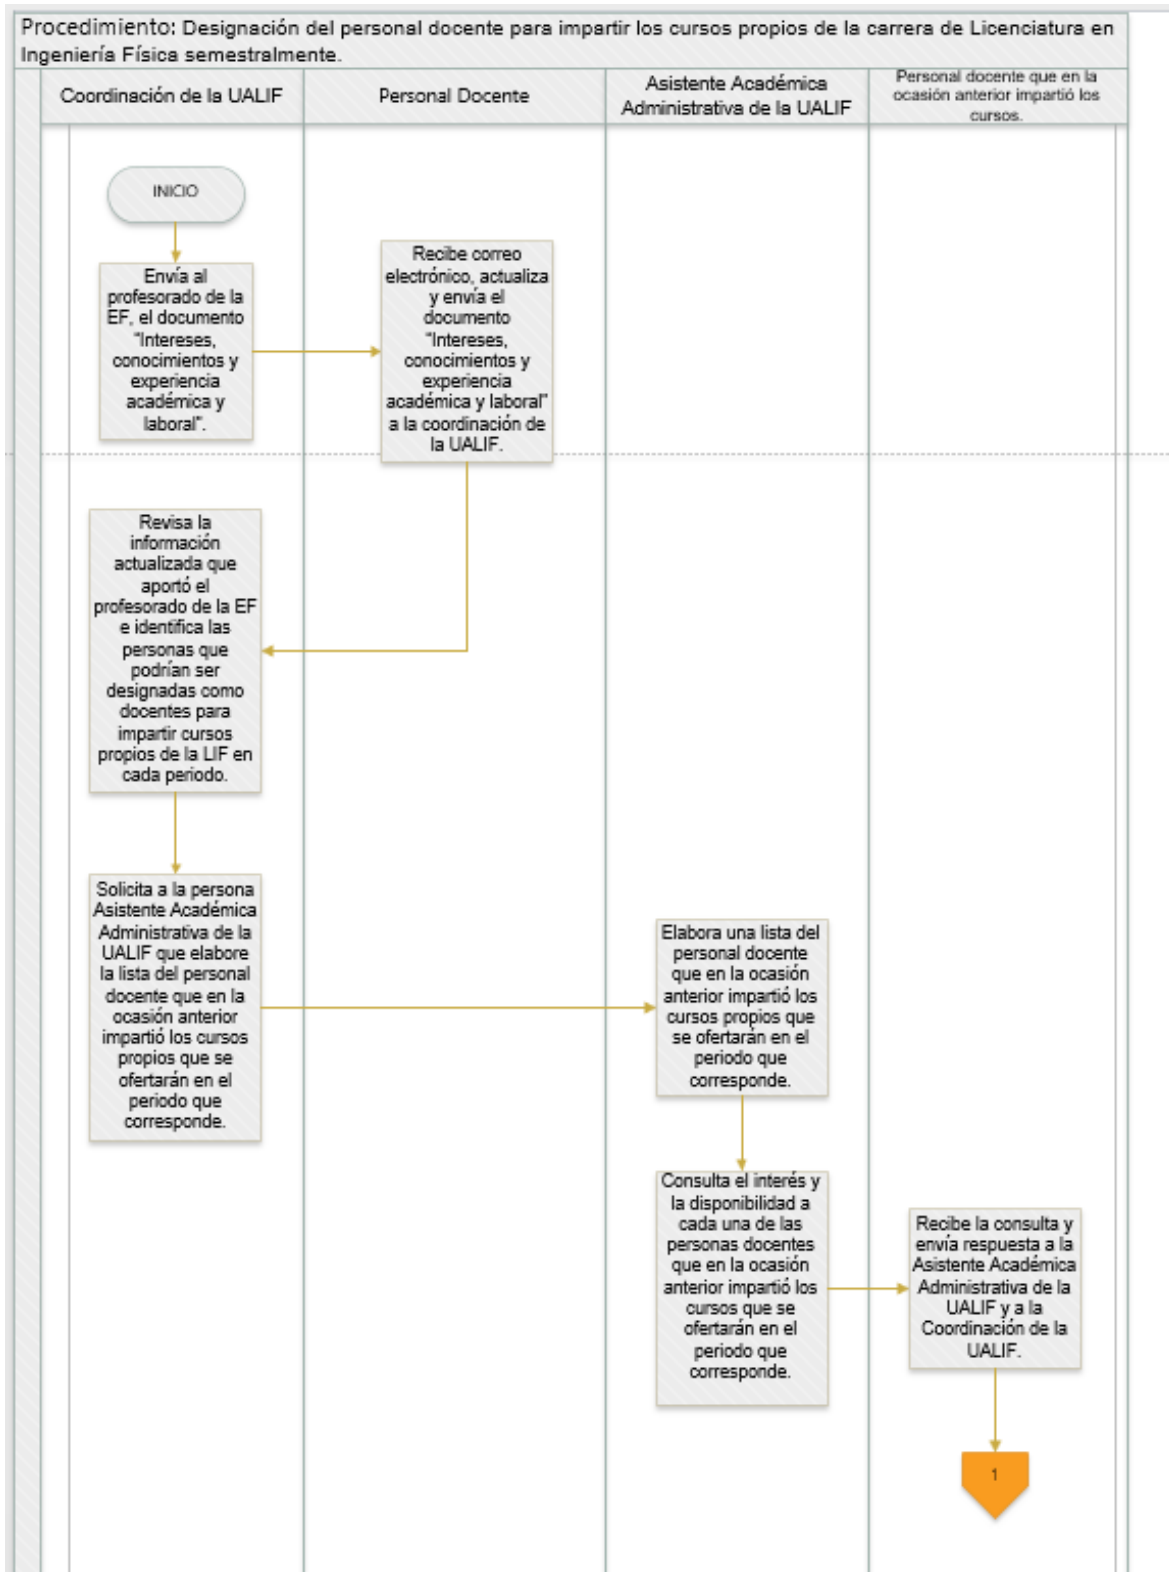 Procedimiento: Designación del personal docente para impartir los cursos propios de la carrera de Licenciatura en
Ingeniería Física semestralmente.
Coordinación de la UALIF
Personal Docente
Asistente Académica
Administrativa de la UALIF
Personal docente que en la
ocasión anterior impartió los
cursos.
INICIO
Envía al
profesorado de la
EF, el documento
"Intereses,
conocimientos y
experiencia
académica y
laboral".
Recibe correo
electrónico, actualiza
y envía el
documento
"Intereses,
conocimientos y
experiencia
académica y laboral"
a la coordinación de
la UALIF.
Revisa la
información
actualizada que
aportó el
profesorado de la EF
e identifica las
personas que
podrían ser
designadas como
docentes para
impartir cursos
propios de la LIF en
cada periodo.
Solicita a la persona
Asistente Académica
Administrativa de la
UALIF que elabore
la lista del personal
docente que en la
ocasión anterior
impartió los cursos
propios que se
ofertarán en el
periodo que
corresponde.
Elabora una lista del
personal docente
que en la ocasión
anterior impartió los
cursos propios que
se ofertarán en el
periodo que
corresponde.
Consulta el interés y
la disponibilidad a
cada una de las
personas docentes
que en la ocasión
anterior impartió los
cursos que se
ofertarán en el
periodo que
corresponde.
Recibe la consulta y
envía respuesta a la
Asistente Académica
Administrativa de la
UALIF y a la
Coordinación de la
UALIF.
1